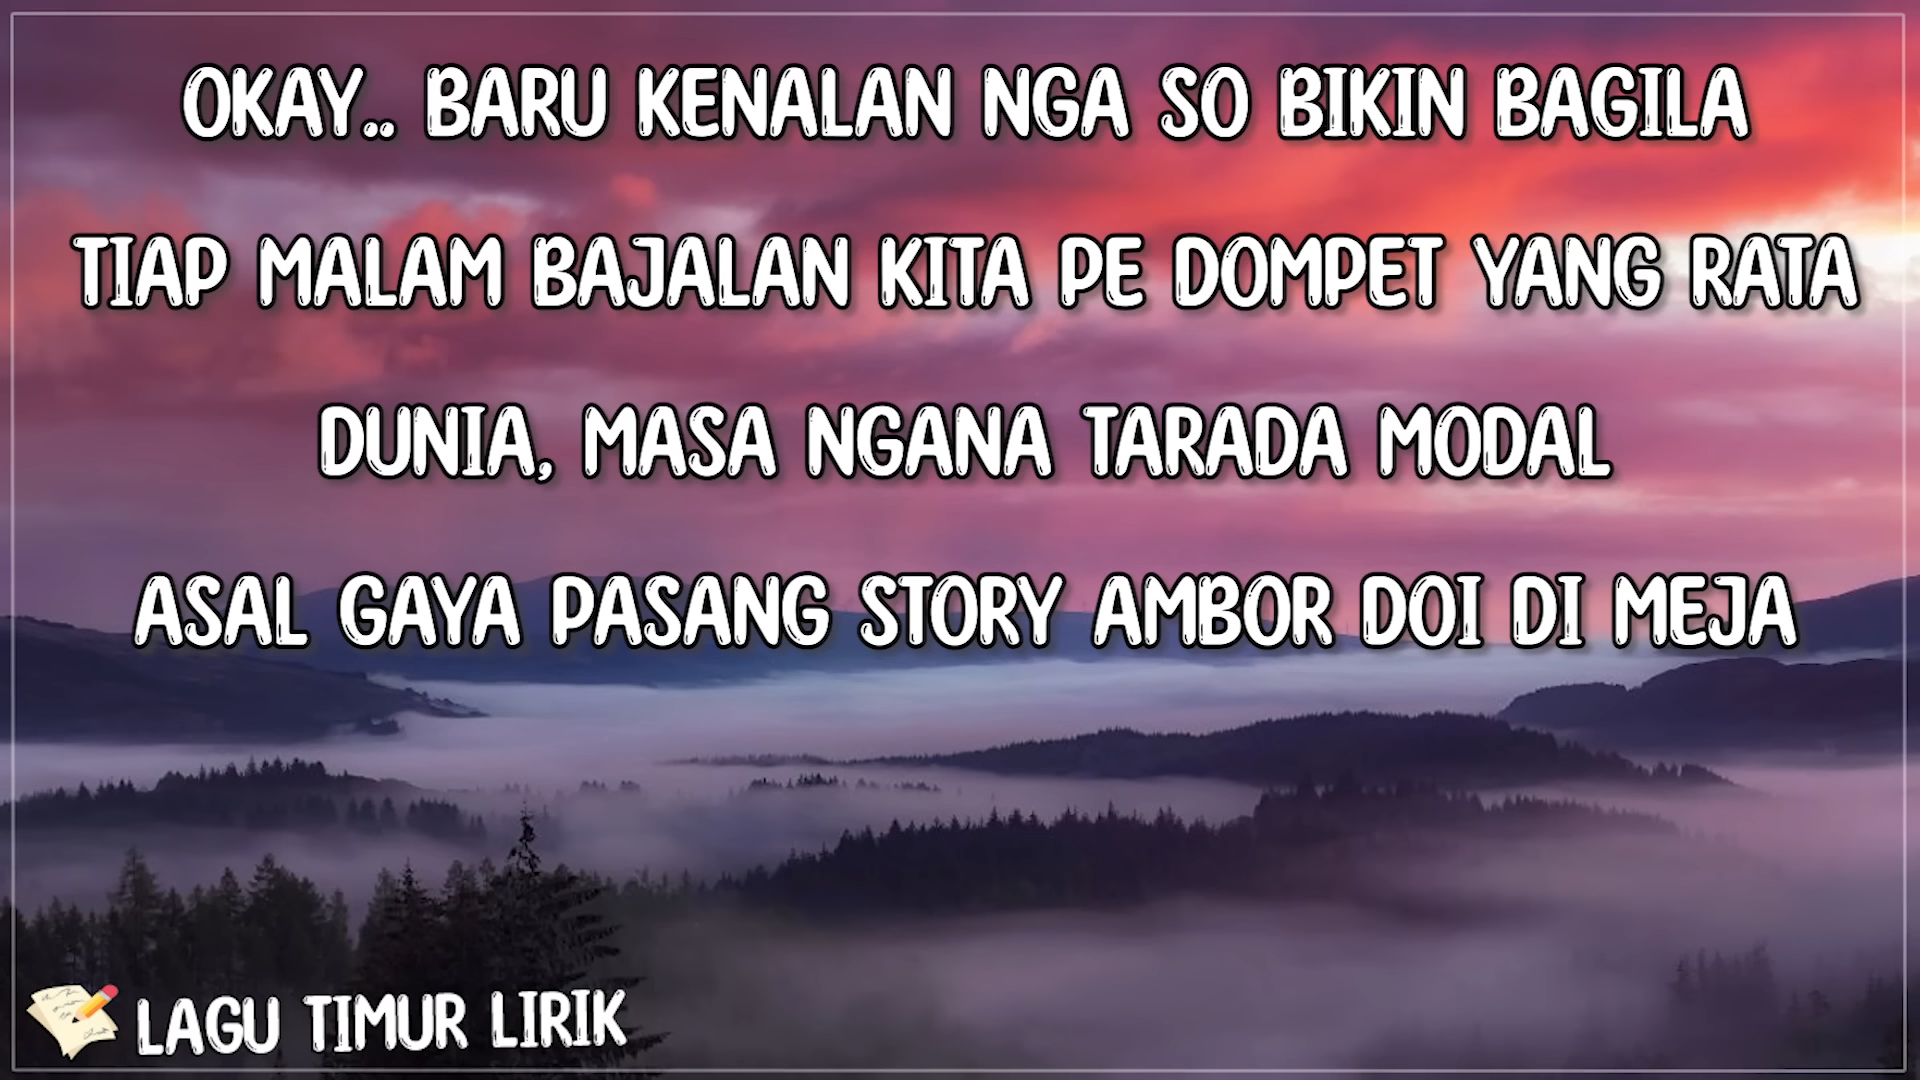 OKAY.. BARU KENALAN NGA SO BIKIN BAGILA
TIAP MALAM BAJALAN KITA PE DOMPET YANG RATA
DUNIA, MASA NGANA TARADA MODAL
ASAL GAYA PASANG STORY AMBOR DOI DI MEJA
LAGU TIMUR LIRIK